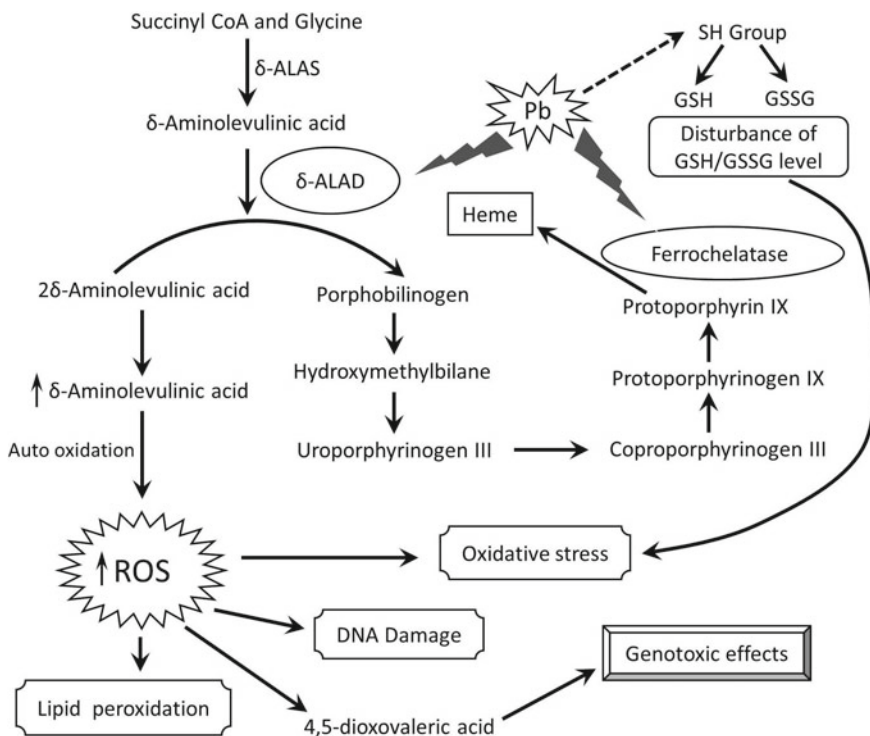 Succinyl CoA and Glycine
δ-ALAS
δ-Aminolevulinic acid
δ-ALAD
Pb
SH Group
GSH
GSSG
Disturbance of
GSH/GSSG level
Heme
Ferrochelatase
2δ-Aminolevulinic acid
Porphobilinogen
Protoporphyrin IX
δ-Aminolevulinic acid
Hydroxymethylbilane
Protoporphyrinogen IX
Auto oxidation
Uroporphyrinogen III
Coproporphyrinogen III
ROS
Oxidative stress
DNA Damage
Genotoxic effects
Lipid peroxidation
4,5-dioxovaleric acid